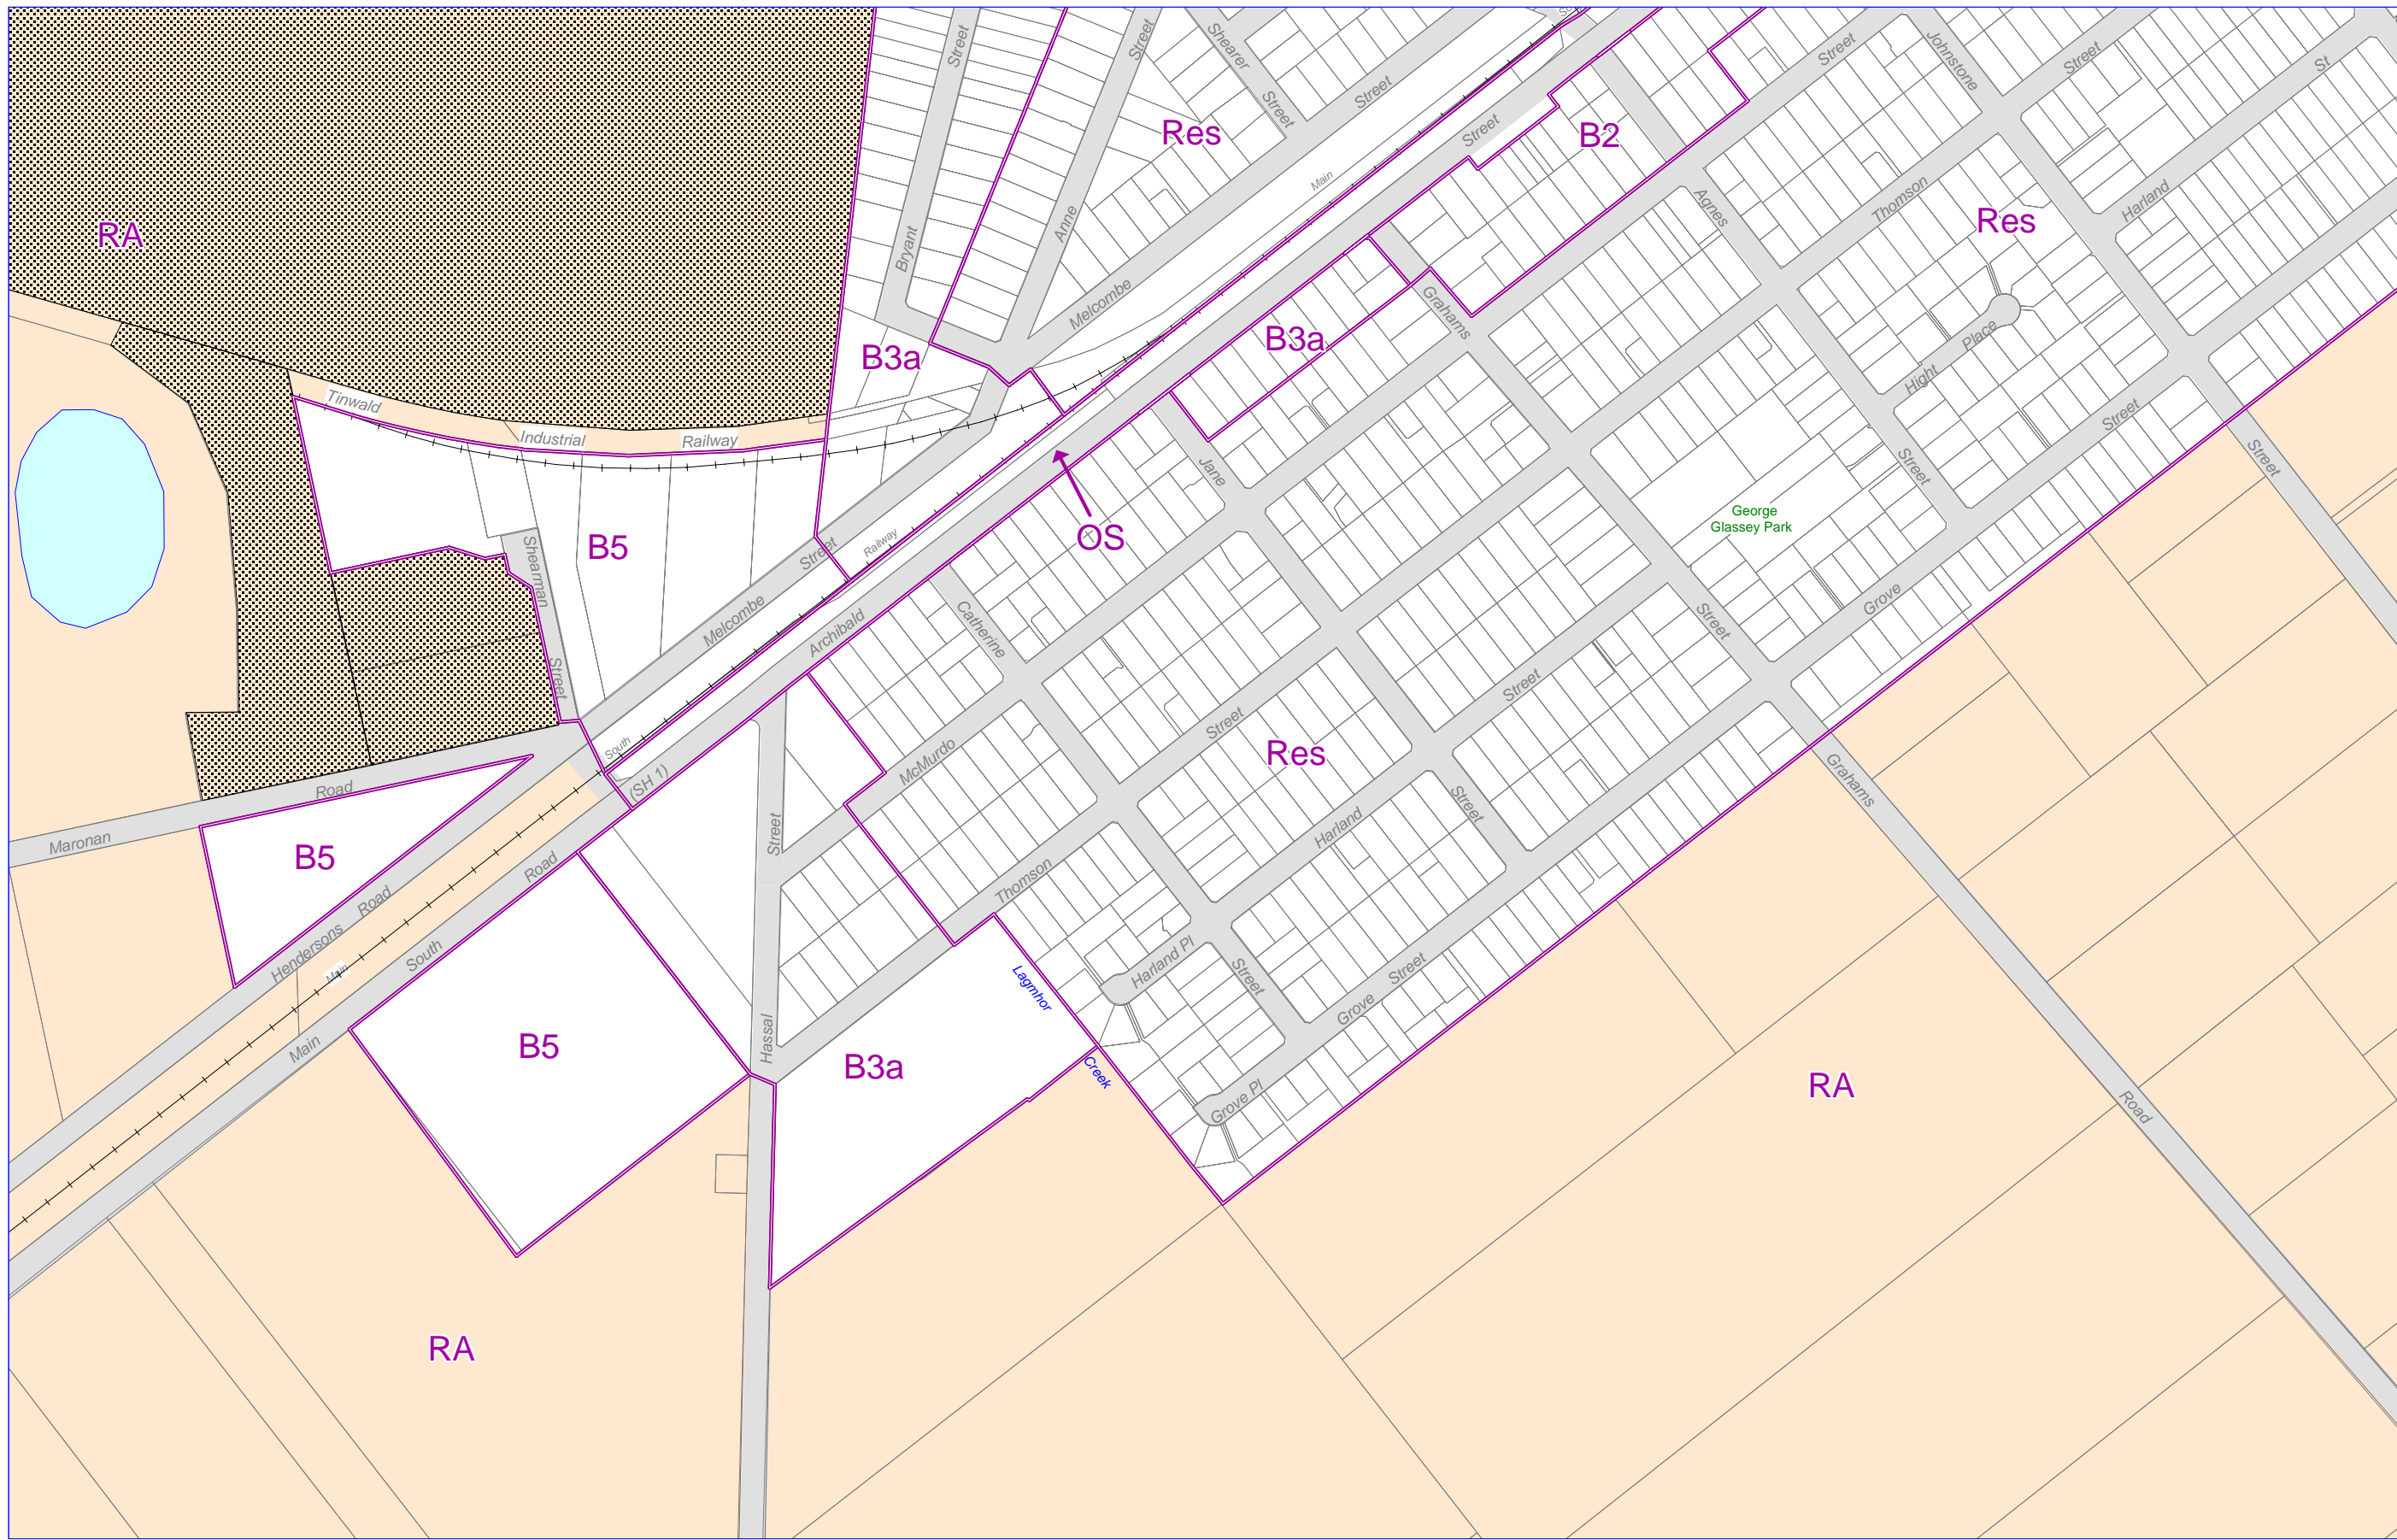 Street
Street
Shearer
Street
Street
Street
Johnstone
Street
St
Res
B2
Main
Street
RA
Anne
Bryant
Agnes
Thomson
Res
Harland
Melcombe
Grahams
B3a
B3a
Hight
Place
Tinwald
Industrial
Railway
Jane
Street
Street
Street
George
Glassey Park
OS
B5
Shearman
Street
Railway
Street
Melcombe
Archibald
Catherine
Street
Grove
Street
South
(SH 1)
McMurdo
Street
Res
Street
Grahams
Road
Maronan
B5
Street
Road
Street
Harland
Thomson
Road
Hendersons
Main
South
Lagmhor
Harland Pl
Street
Street
Grove
Main
B5
Hassal
B3a
Creek
Grove Pl
RA
Road
RA